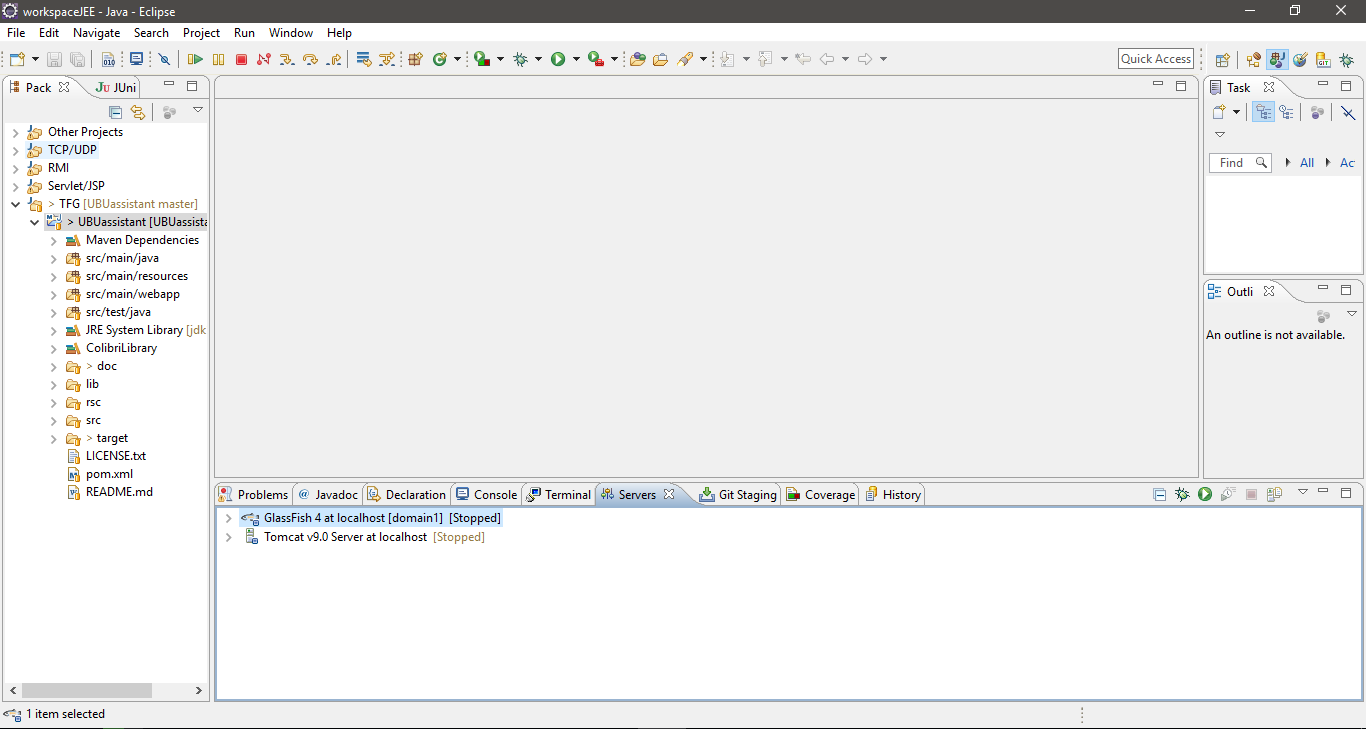 workspaceJEE - Java - Eclipse
File Edit Navigate Search Project Run Window Help
Quick Access
Pack JUni
Other Projects
TCP/UDP
RMI
Servlet/JSP
> TFG [UBUassistant master]
> UBUassistant [UBUassista
Maven Dependencies
src/main/java
src/main/resources
src/main/webapp
src/test/java
JRE System Library [jdk
ColibriLibrary
> doc
lib
rsc
src
> target
LICENSE.txt
pom.xml
README.md
Task
Find All Ac
Outli
An outline is not available.
Problems @ Javadoc Declaration Console Terminal Servers Git Staging Coverage History
GlassFish 4 at localhost [domain1] [Stopped]
Tomcat v9.0 Server at localhost [Stopped]
1 item selected